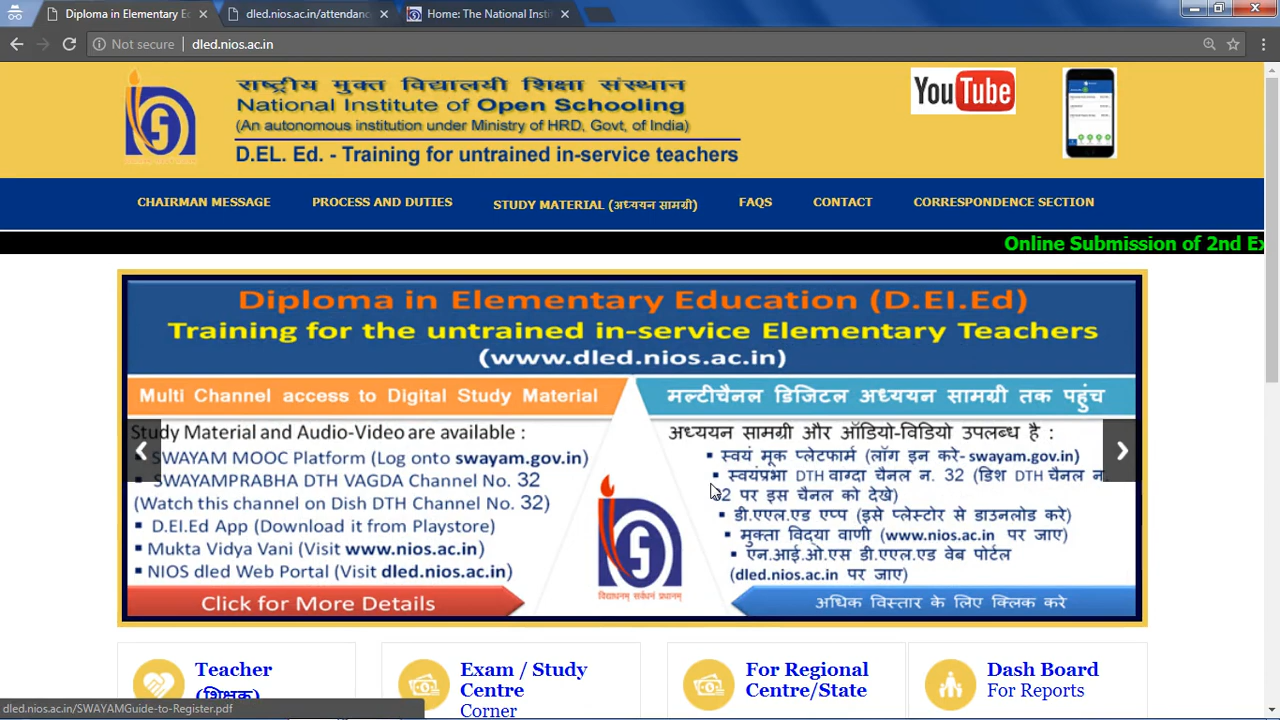 Diploma in Elementary Ed
dled.nios.ac.in/attendanc
Home: The National Insti
Not secure
dled.nios.ac.in
राष्ट्रीय मुक्त विद्यालयी शिक्षा संस्थान
National Institute of Open Schooling
(An autonomous institution under Ministry of HRD, Govt, of India)
D.EL. Ed. - Training for untrained in-service teachers
YouTube
CHAIRMAN MESSAGE
PROCESS AND DUTIES
STUDY MATERIAL (अध्ययन सामग्री)
FAQS
CONTACT
CORRESPONDENCE SECTION
Online Submission of 2nd Ex
Diploma in Elementary Education (D.El.Ed)
Training for the untrained in-service Elementary Teachers
(www.dled.nios.ac.in)
Multi Channel access to Digital Study Material
Study Material and Audio-Video are available :
SWAYAM MOOC Platform (Log onto swayam.gov.in)
SWAYAMPRABHA DTH VAGDA Channel No. 32
(Watch this channel on Dish DTH Channel No. 32)
▪ D.El.Ed App (Download it from Playstore)
▪ Mukta Vidya Vani (Visit www.nios.ac.in)
▪ NIOS dled Web Portal (Visit dled.nios.ac.in)
Click for More Details
मल्टीचैनल डिजिटल अध्ययन सामग्री तक पहुंच
अध्ययन सामग्री और ऑडियो-विडियो उपलब्ध है :
▪ स्वयं मूक प्लेटफार्म (लॉग इन करे- swayam.gov.in)
▪ स्वयंप्रभा DTH वाग्दा चैनल न. 32 (डिश DTH चैनल न.
32 पर इस चैनल को देखे)
▪ डी.एएल.एड एप्प (इसे प्लेस्टोर से डाउनलोड करे)
▪ मुक्ता विद्या वाणी (www.nios.ac.in पर जाए)
▪ एन.आई.ओ.एस डी.एएल.एड वेब पोर्टल
(dled.nios.ac.in पर जाए)
अधिक विस्तार के लिए क्लिक करे
विद्याधनम् सर्वधनं प्रधानम्
Teacher
(शिक्षक)
Exam / Study
Centre
Corner
For Regional
Centre/State
Dash Board
For Reports
dled.nios.ac.in/SWAYAMGuide-to-Register.pdf